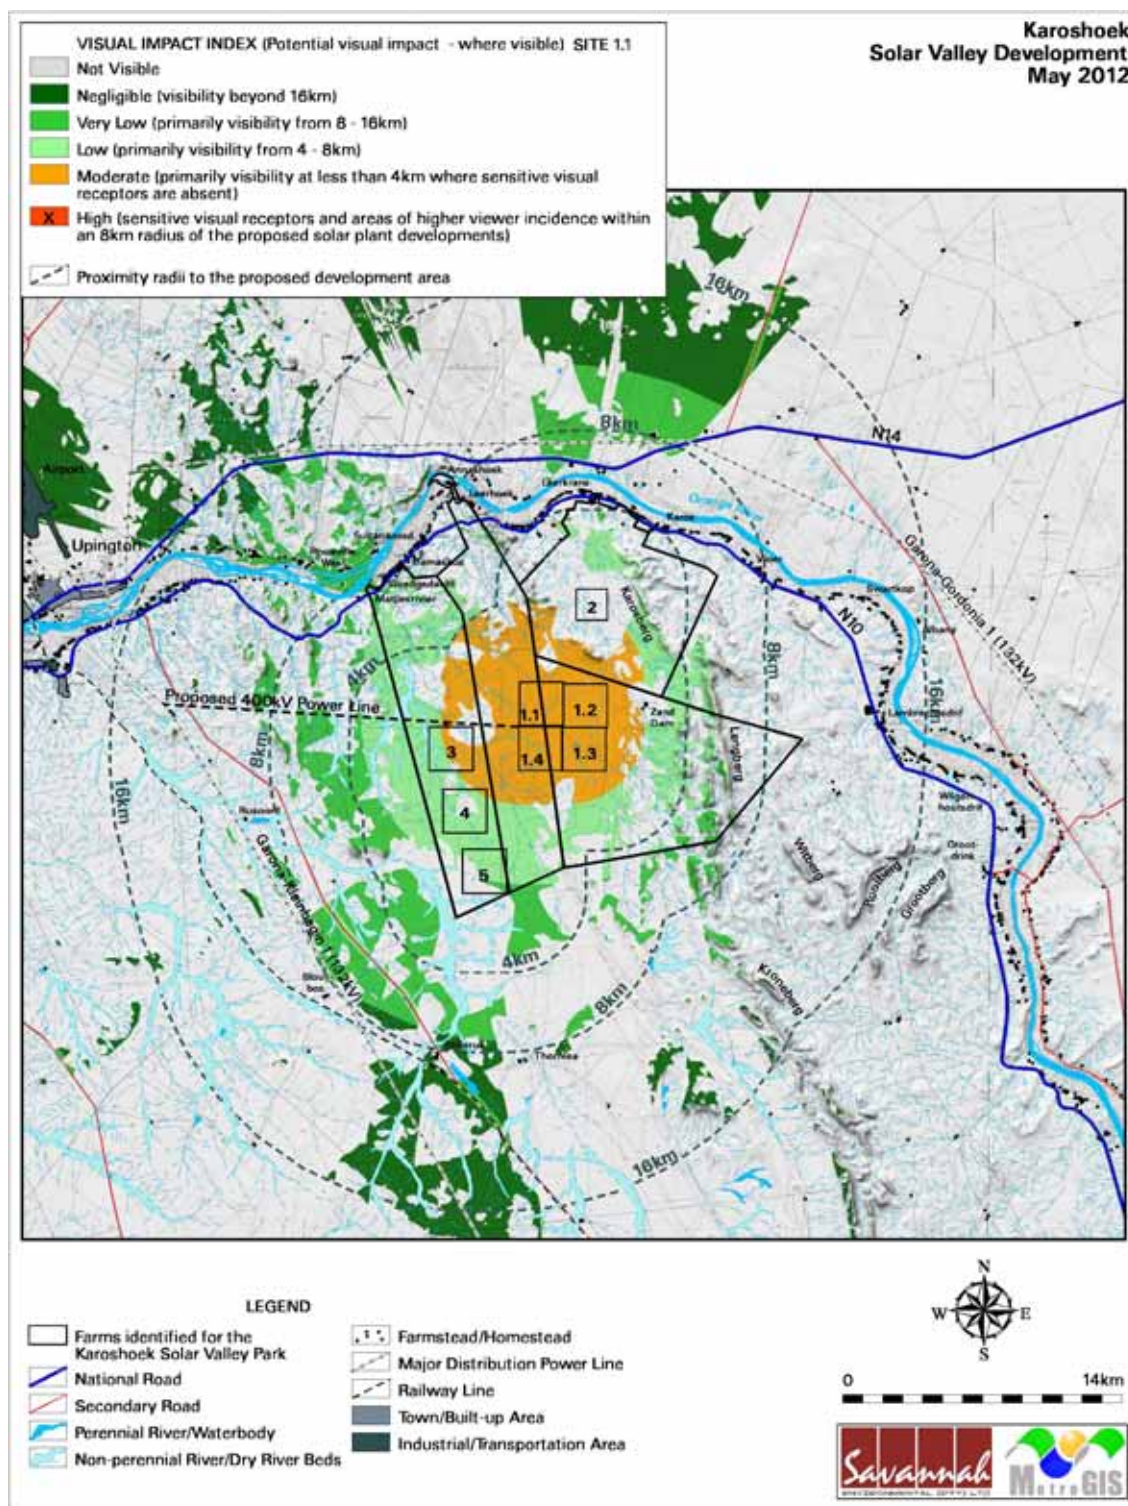 Karoshoek
Solar Valley Development
May 2012
VISUAL IMPACT INDEX (Potential visual impact - where visible) SITE 1.1
Not Visible
Negligible (visibility beyond 16km)
Very Low (primarily visibility from 8 - 16km)
Low (primarily visibility from 4 - 8km)
Moderate (primarily visibility at less than 4km where sensitive visual
receptors are absent)
X
High (sensitive visual receptors and areas of higher viewer incidence within
an 8km radius of the proposed solar plant developments)
Proximity radii to the proposed development area
16km
8km
N14
Airport
Upington
Orange
Garona-Gordonia 1 (132kV)
Karosberg
2
N10
4km
8km
16km
Proposed 400kV Power Line
1.1
1.2
Zand
Dam
3
1.4
1.3
Langberg
8km
16km
4
5
Witberg
Rooiberg
Grootberg
Groot-
drink
Garona-Kleinbegin 1 (132kV)
4km
8km
Kroneberg
16km
LEGEND
Farms identified for the
Karoshoek Solar Valley Park
National Road
Secondary Road
Perennial River/Waterbody
Non-perennial River/Dry River Beds
Farmstead/Homestead
Major Distribution Power Line
Railway Line
Town/Built-up Area
Industrial/Transportation Area
N
W
E
S
0
14km
Savannah
ENVIRONMENTAL (PTY) LTD
MetroGIS